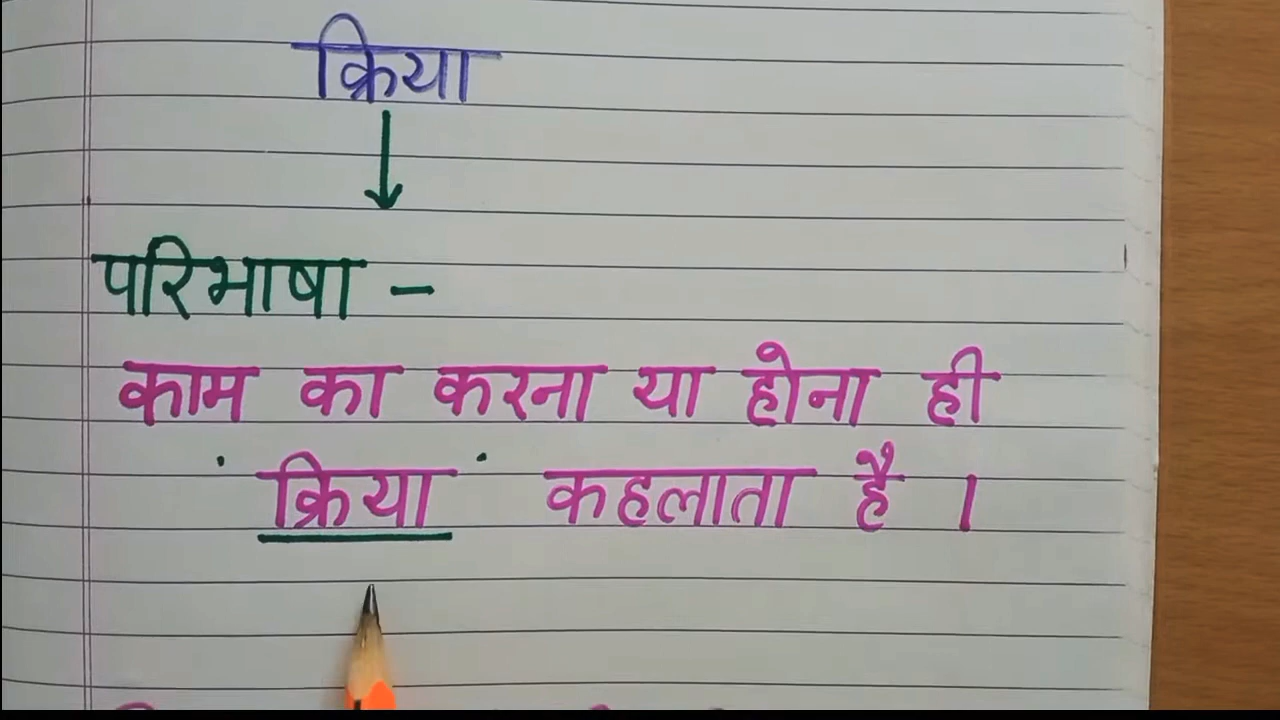 क्रिया
परिभाषा -
काम का करना या होना ही
क्रिया कहलाता है ।